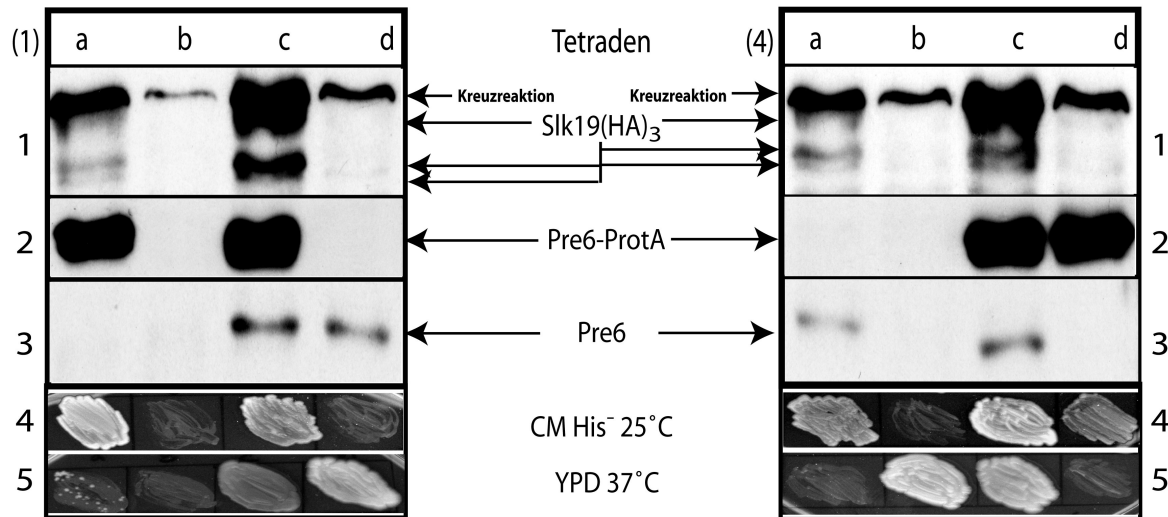 (1) a b c d Tetraden (4) a b c d
Kreuzreaktion Kreuzreaktion
1 Slk19(HA)₃ 1
2 Pre6-ProtA 2
3 Pre6 3
4 CM His⁻ 25˚C 4
5 YPD 37˚C 5